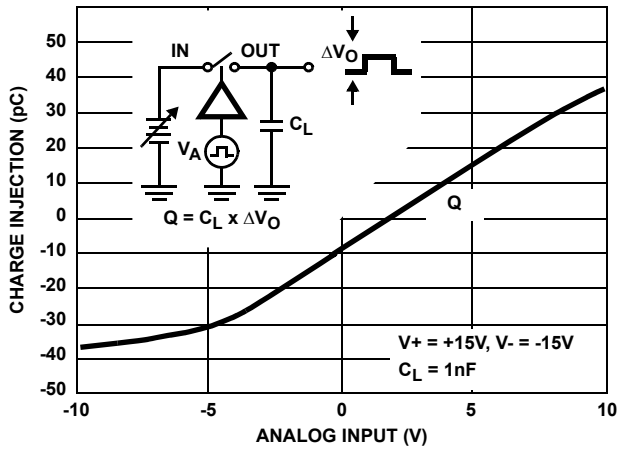 CHARGE INJECTION (pC)
50
40
30
20
10
0
-10
-20
-30
-40
-50
IN
OUT
ΔVO
CL
VA
Q = CL x ΔVO
Q
V+ = +15V, V- = -15V
CL = 1nF
-10
-5
0
5
10
ANALOG INPUT (V)